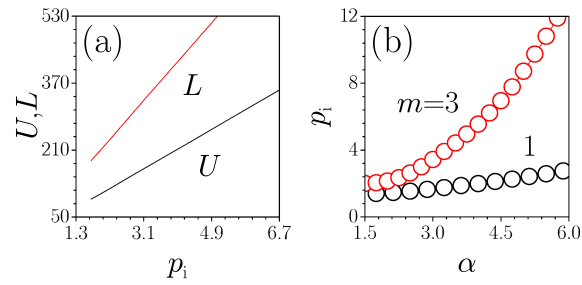 (a)
U,L
530
370
210
50
L
U
1.3 3.1 4.9 6.7
p_i
(b)
p_i
12
8
4
0
m=3
1
1.5 3.0 4.5 6.0
α